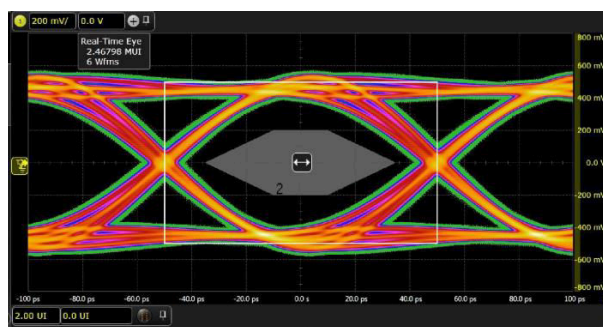 1 200 mV/ 0.0 V
Real-Time Eye
2.46798 MUI
6 Wfms
800 mV
600 mV
400 mV
200 mV
0.0 V
2
-200 mV
-400 mV
-600 mV
-800 mV
-100 ps -80.0 ps -60.0 ps -40.0 ps -20.0 ps 0.0 s 20.0 ps 40.0 ps 60.0 ps 80.0 ps 100 ps
2.00 UI 0.0 UI